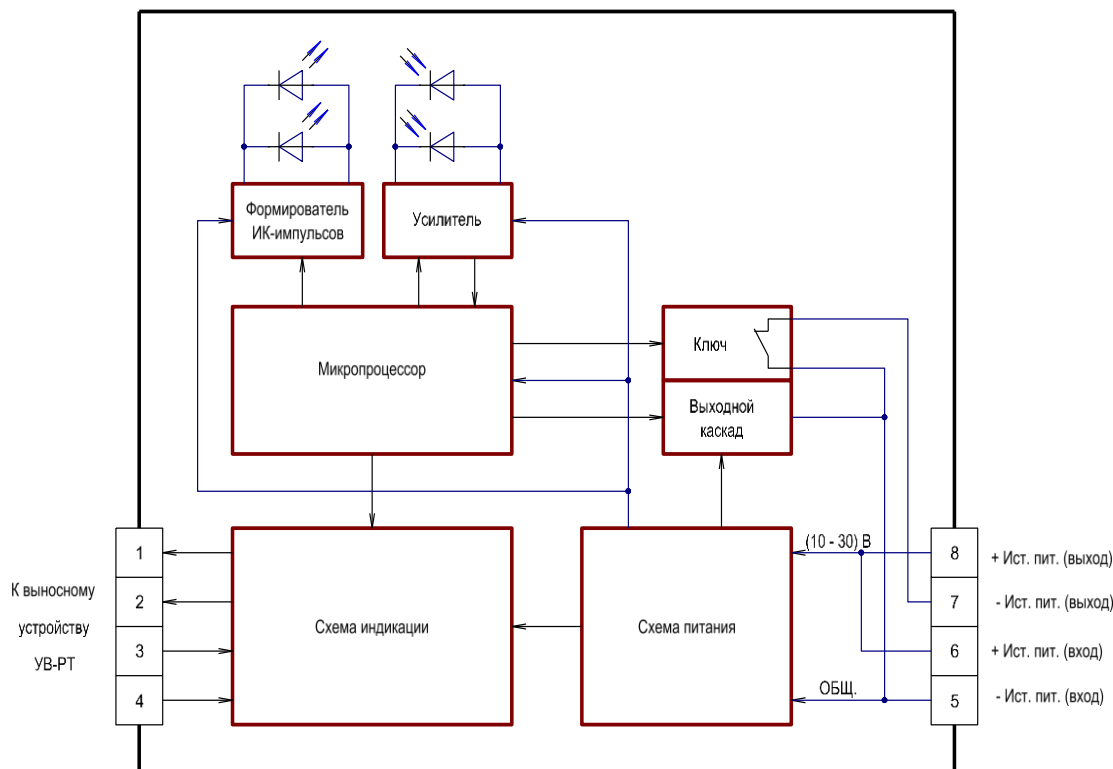 Формирователь
ИК-импульсов
Усилитель
Микропроцессор
Ключ
Выходной
каскад
1
2
3
4
К выносному
устройству
УВ-РТ
Схема индикации
Схема питания
(10 - 30) В
ОБЩ.
8
7
6
5
+ Ист. пит. (выход)
- Ист. пит. (выход)
+ Ист. пит. (вход)
- Ист. пит. (вход)